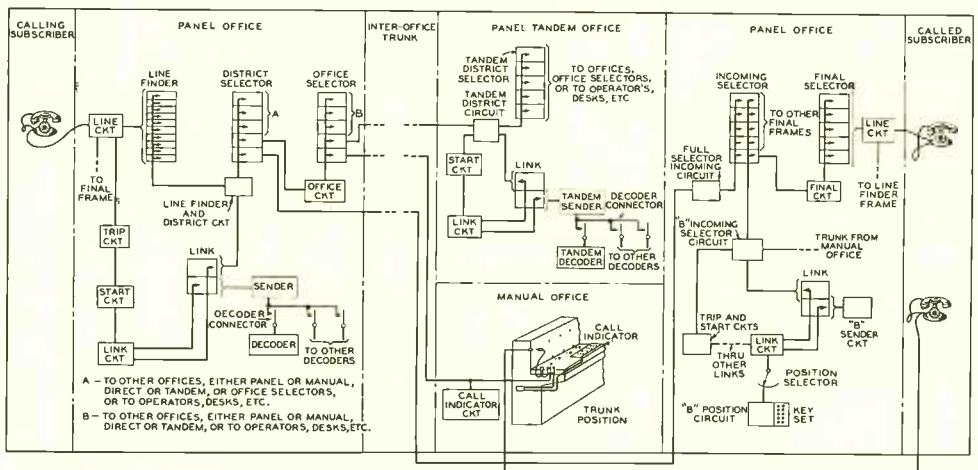 CALLING
SUBSCRIBER
PANEL OFFICE
INTER-OFFICE
TRUNK
PANEL TANDEM OFFICE
PANEL OFFICE
CALLED
SUBSCRIBER
LINE
FINDER
DISTRICT
SELECTOR
OFFICE
SELECTOR
A
B
LINE
CKT
TO
FINAL
FRAME
TRIP
CKT
START
CKT
LINK
CKT
LINE FINDER
AND
DISTRICT CKT
OFFICE
CKT
LINK
SENDER
DECODER
CONNECTOR
DECODER
TO OTHER
DECODERS
A – TO OTHER OFFICES, EITHER PANEL OR MANUAL,
DIRECT OR TANDEM, OR OFFICE SELECTORS,
OR TO OPERATORS, DESKS, ETC.
B – TO OTHER OFFICES, EITHER PANEL OR MANUAL,
DIRECT OR TANDEM, OR TO OPERATORS, DESKS, ETC.
TANDEM
DISTRICT
SELECTOR
TANDEM
DISTRICT
CIRCUIT
TO OFFICES,
OFFICE SELECTORS,
OR TO OPERATOR'S,
DESKS, ETC
START
CKT
LINK
CKT
LINK
TANDEM
SENDER
DECODER
CONNECTOR
TANDEM
DECODER
TO OTHER
DECODERS
MANUAL OFFICE
CALL
INDICATOR
CALL
INDICATOR
CKT
TRUNK
POSITION
INCOMING
SELECTOR
FINAL
SELECTOR
TO OTHER
FINAL
FRAMES
LINE
CKT
FULL
SELECTOR
INCOMING
CIRCUIT
FINAL
CKT
TO LINE
FINDER
FRAME
"B" INCOMING
SELECTOR
CIRCUIT
TRUNK FROM
MANUAL
OFFICE
LINK
TRIP AND
START CKTS
THRU
OTHER
LINKS
LINK
CKT
"B"
SENDER
CKT
POSITION
SELECTOR
"B" POSITION
CIRCUIT
KEY
SET